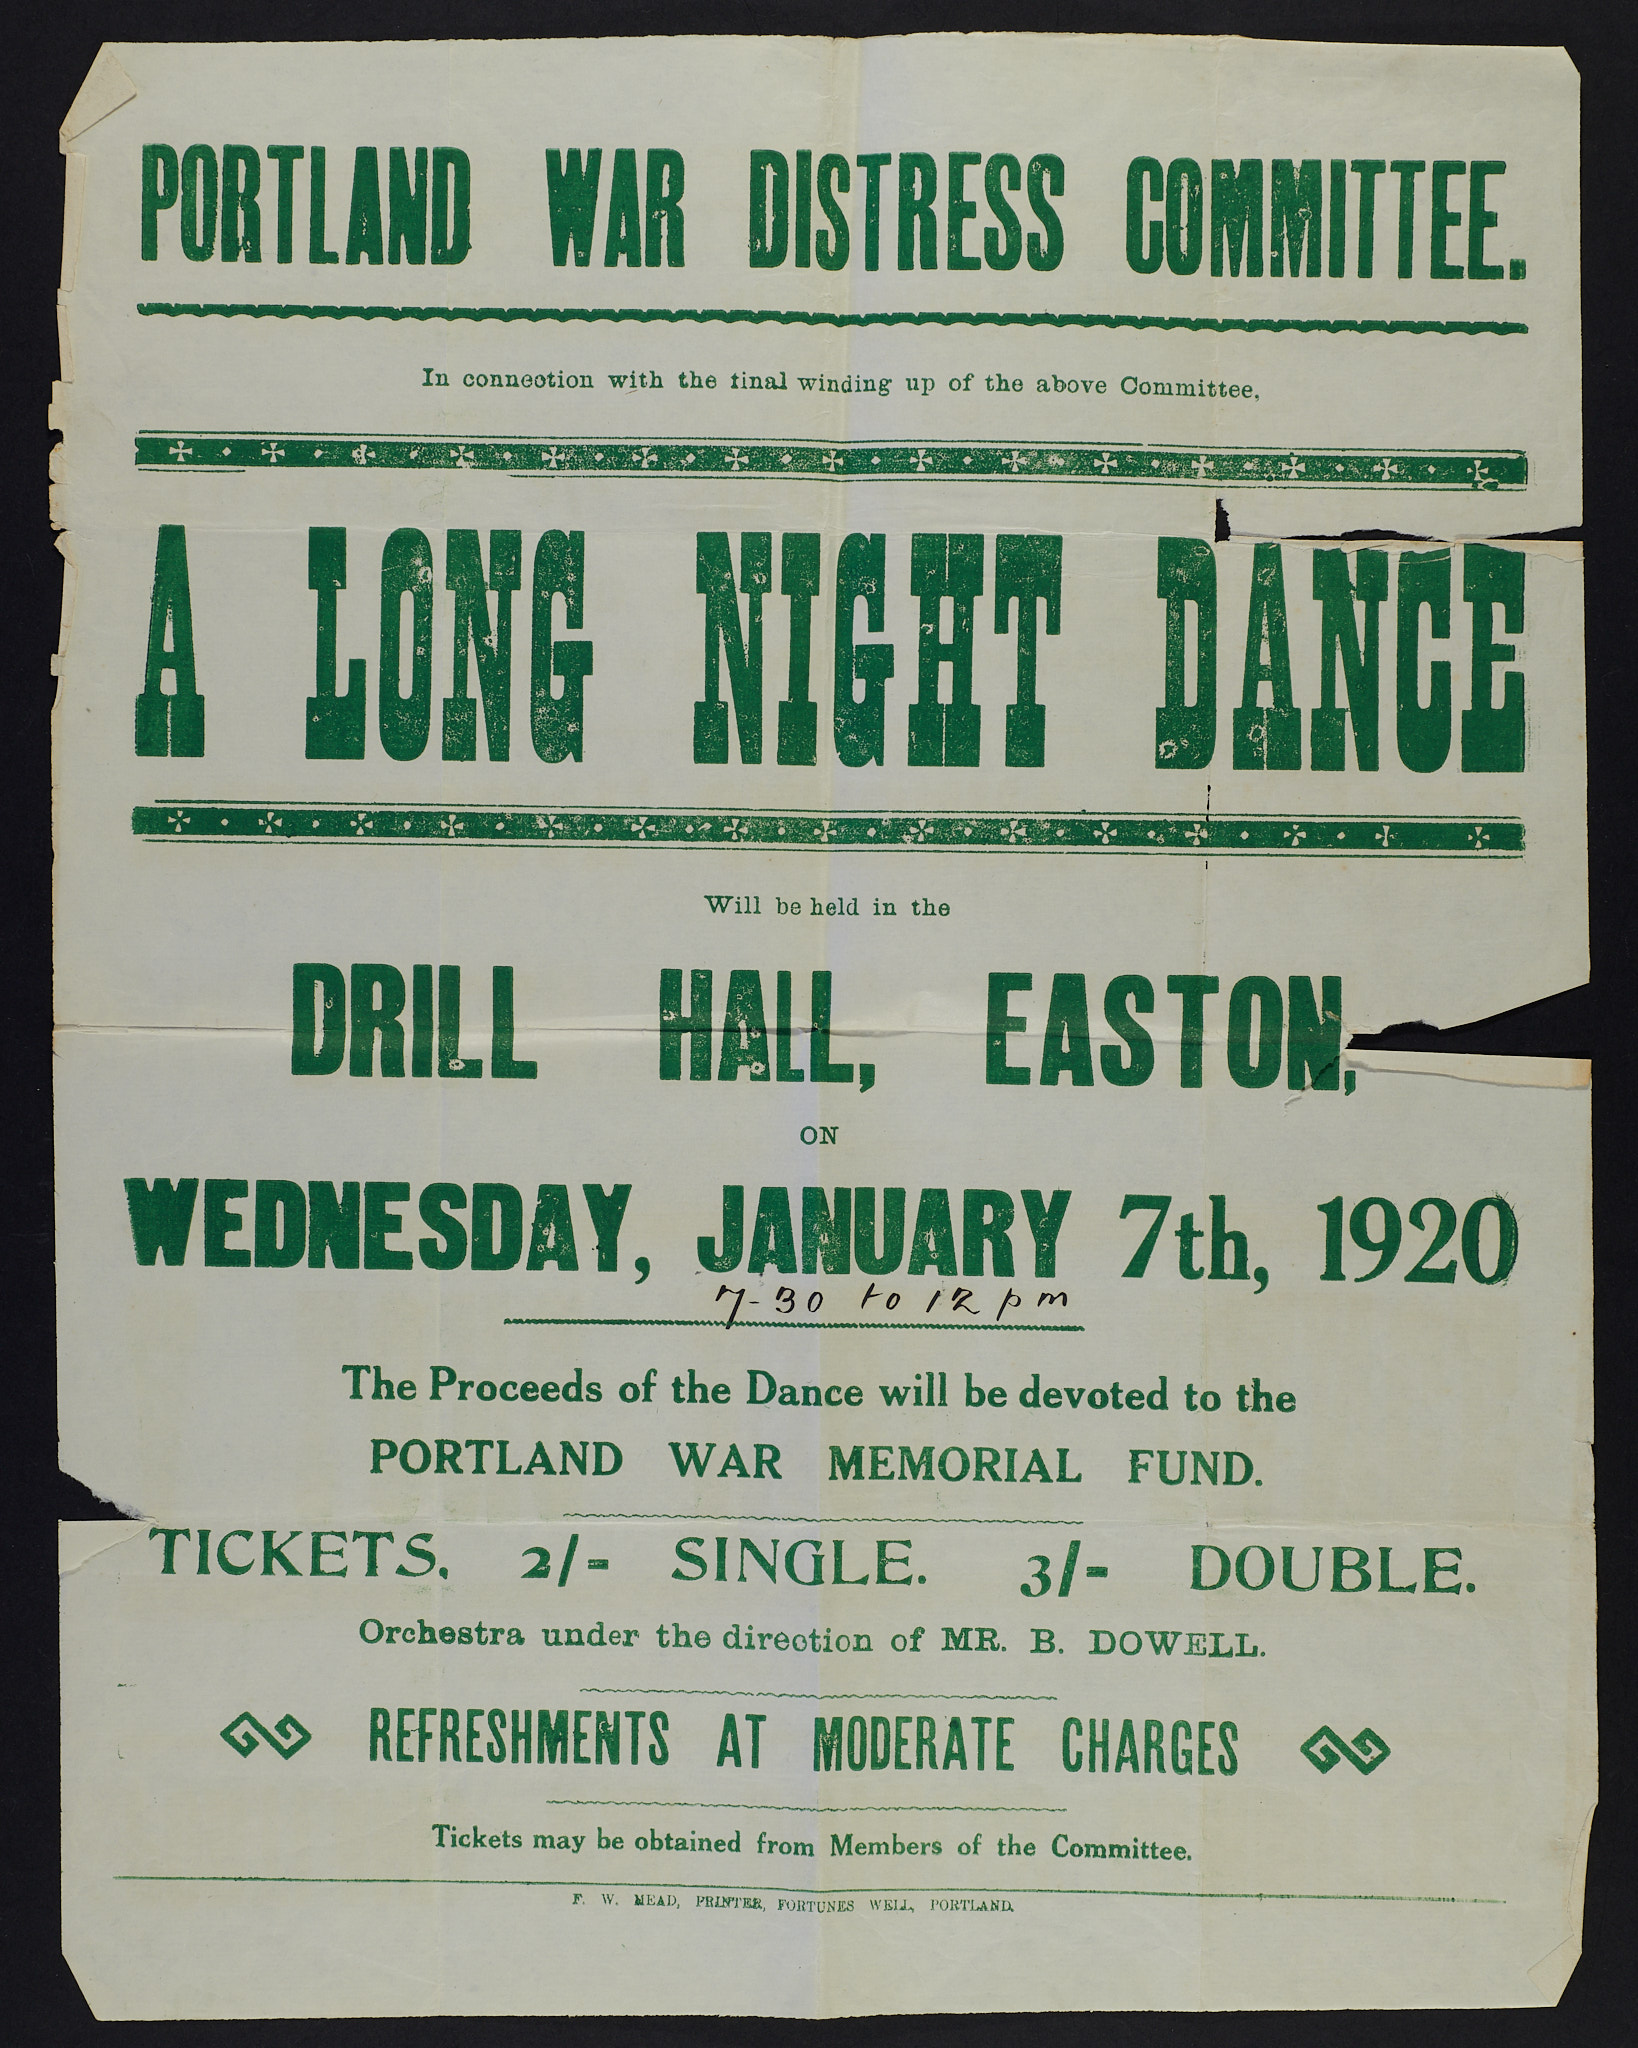 PORTLAND WAR DISTRESS COMMITTEE.
In connection with the final winding up of the above Committee,
A LONG NIGHT DANCE
Will be held in the
DRILL HALL, EASTON,
ON
WEDNESDAY, JANUARY 7th, 1920
7-30 to 12 pm
The Proceeds of the Dance will be devoted to the
PORTLAND WAR MEMORIAL FUND.
TICKETS. 2/- SINGLE. 3/- DOUBLE.
Orchestra under the direction of MR. B. DOWELL.
REFRESHMENTS AT MODERATE CHARGES
Tickets may be obtained from Members of the Committee.
F. W. MEAD, PRINTER, FORTUNES WELL, PORTLAND.